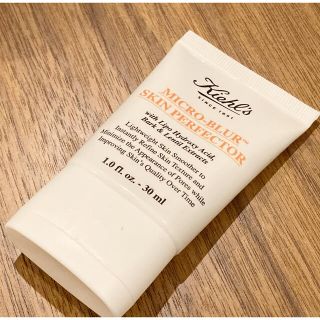 Kiehl's
SINCE 1851
MICRO-BLUR™
SKIN PERFECTOR
with Lipo Hydroxy Acid,
Bark & Lentil Extracts
Lightweight Skin Smoother to
Instantly Refine Skin Texture and
Minimize the Appearance of Pores while
Improving Skin's Quality Over Time
1.0 fl. oz. - 30 ml